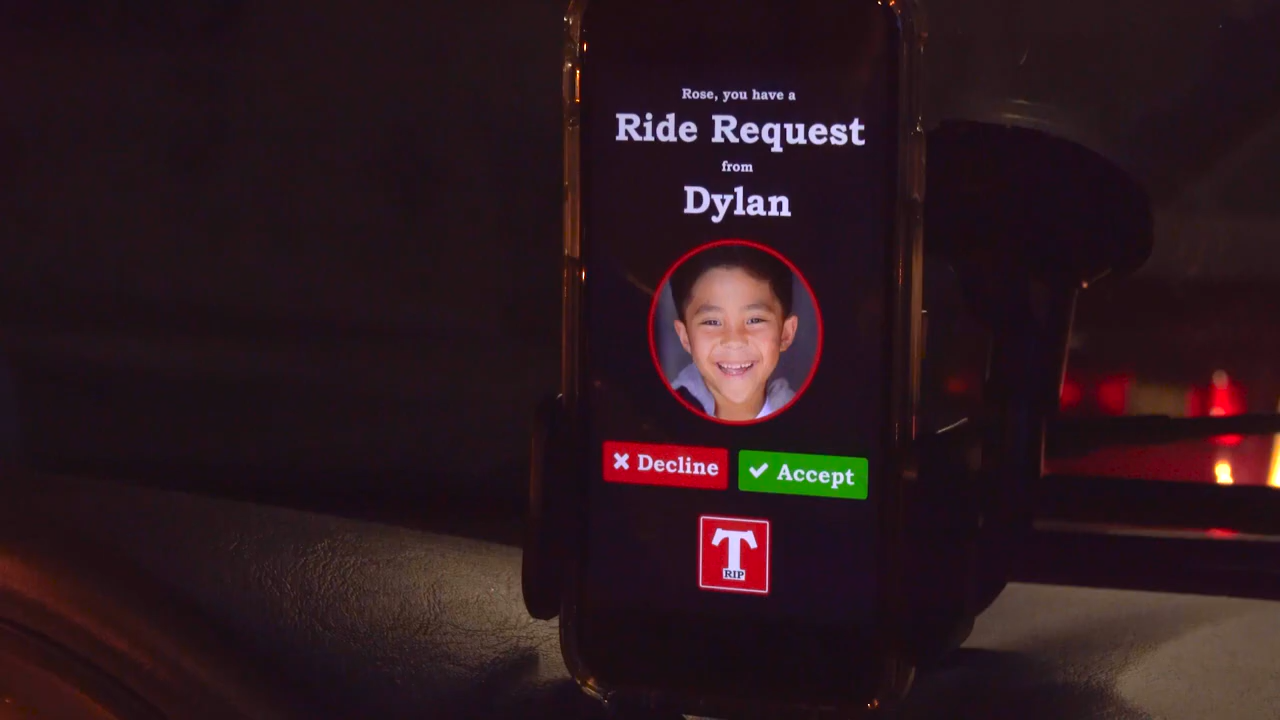 Rose, you have a
Ride Request
from
Dylan
Decline
Accept
T
RIP